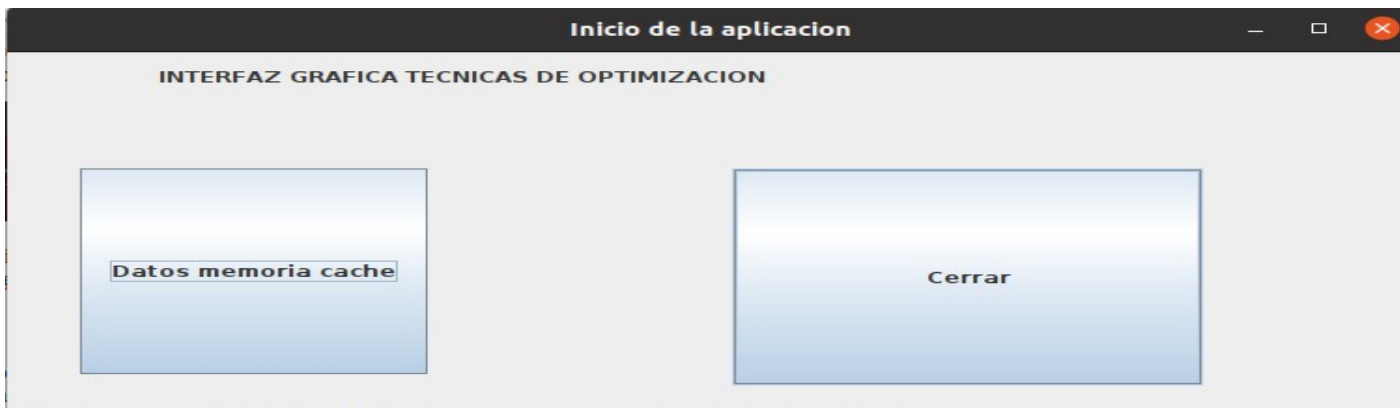 Inicio de la aplicacion
INTERFAZ GRAFICA TECNICAS DE OPTIMIZACION
Datos memoria cache
Cerrar